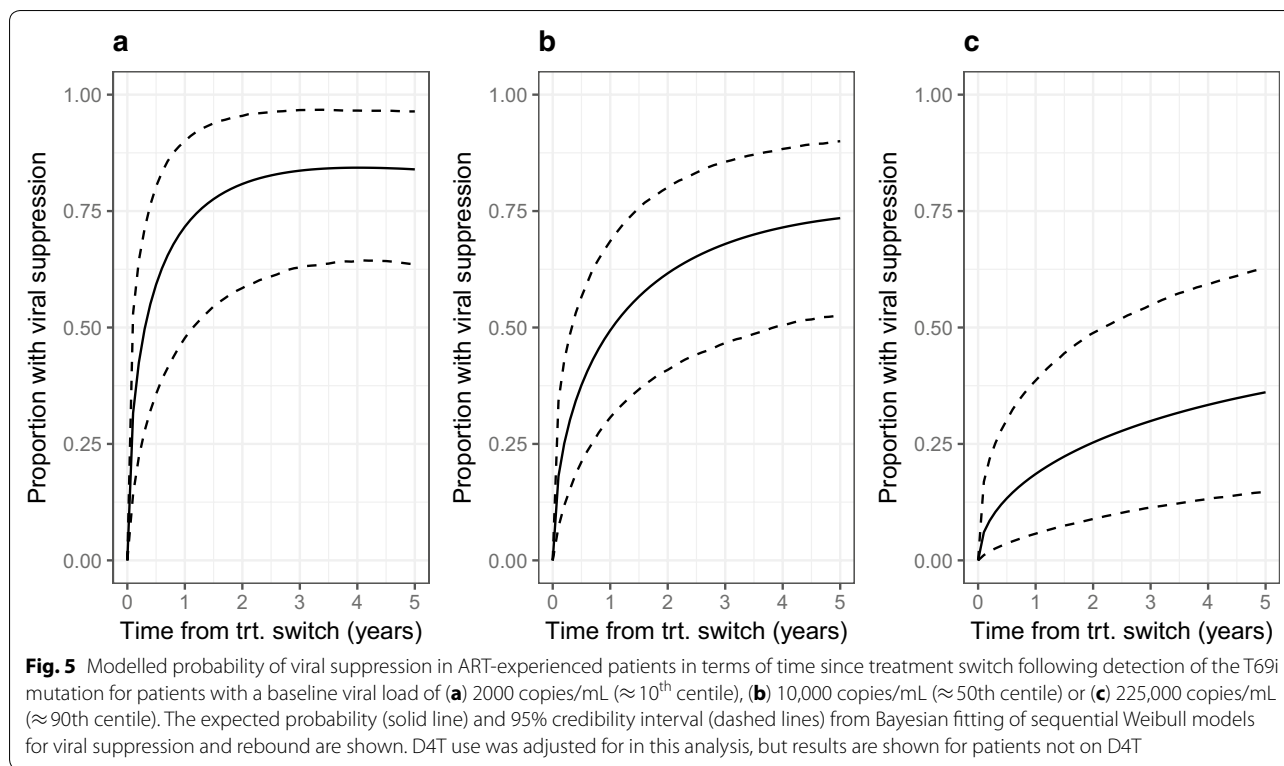 a
b
c
1.00
0.75
0.50
0.25
0.00
Proportion with viral suppression
0 1 2 3 4 5
Time from trt. switch (years)
1.00
0.75
0.50
0.25
0.00
Proportion with viral suppression
0 1 2 3 4 5
Time from trt. switch (years)
1.00
0.75
0.50
0.25
0.00
Proportion with viral suppression
0 1 2 3 4 5
Time from trt. switch (years)
Fig. 5 Modelled probability of viral suppression in ART-experienced patients in terms of time since treatment switch following detection of the T69i
mutation for patients with a baseline viral load of (a) 2000 copies/mL (≈ 10th centile), (b) 10,000 copies/mL (≈ 50th centile) or (c) 225,000 copies/mL
(≈ 90th centile). The expected probability (solid line) and 95% credibility interval (dashed lines) from Bayesian fitting of sequential Weibull models
for viral suppression and rebound are shown. D4T use was adjusted for in this analysis, but results are shown for patients not on D4T